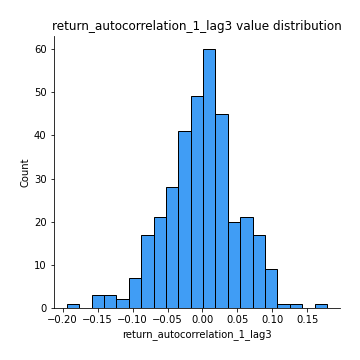 return_autocorrelation_1_lag3 value distribution
60
50
40
30
20
10
0
Count
−0.20 −0.15 −0.10 −0.05 0.00 0.05 0.10 0.15
return_autocorrelation_1_lag3